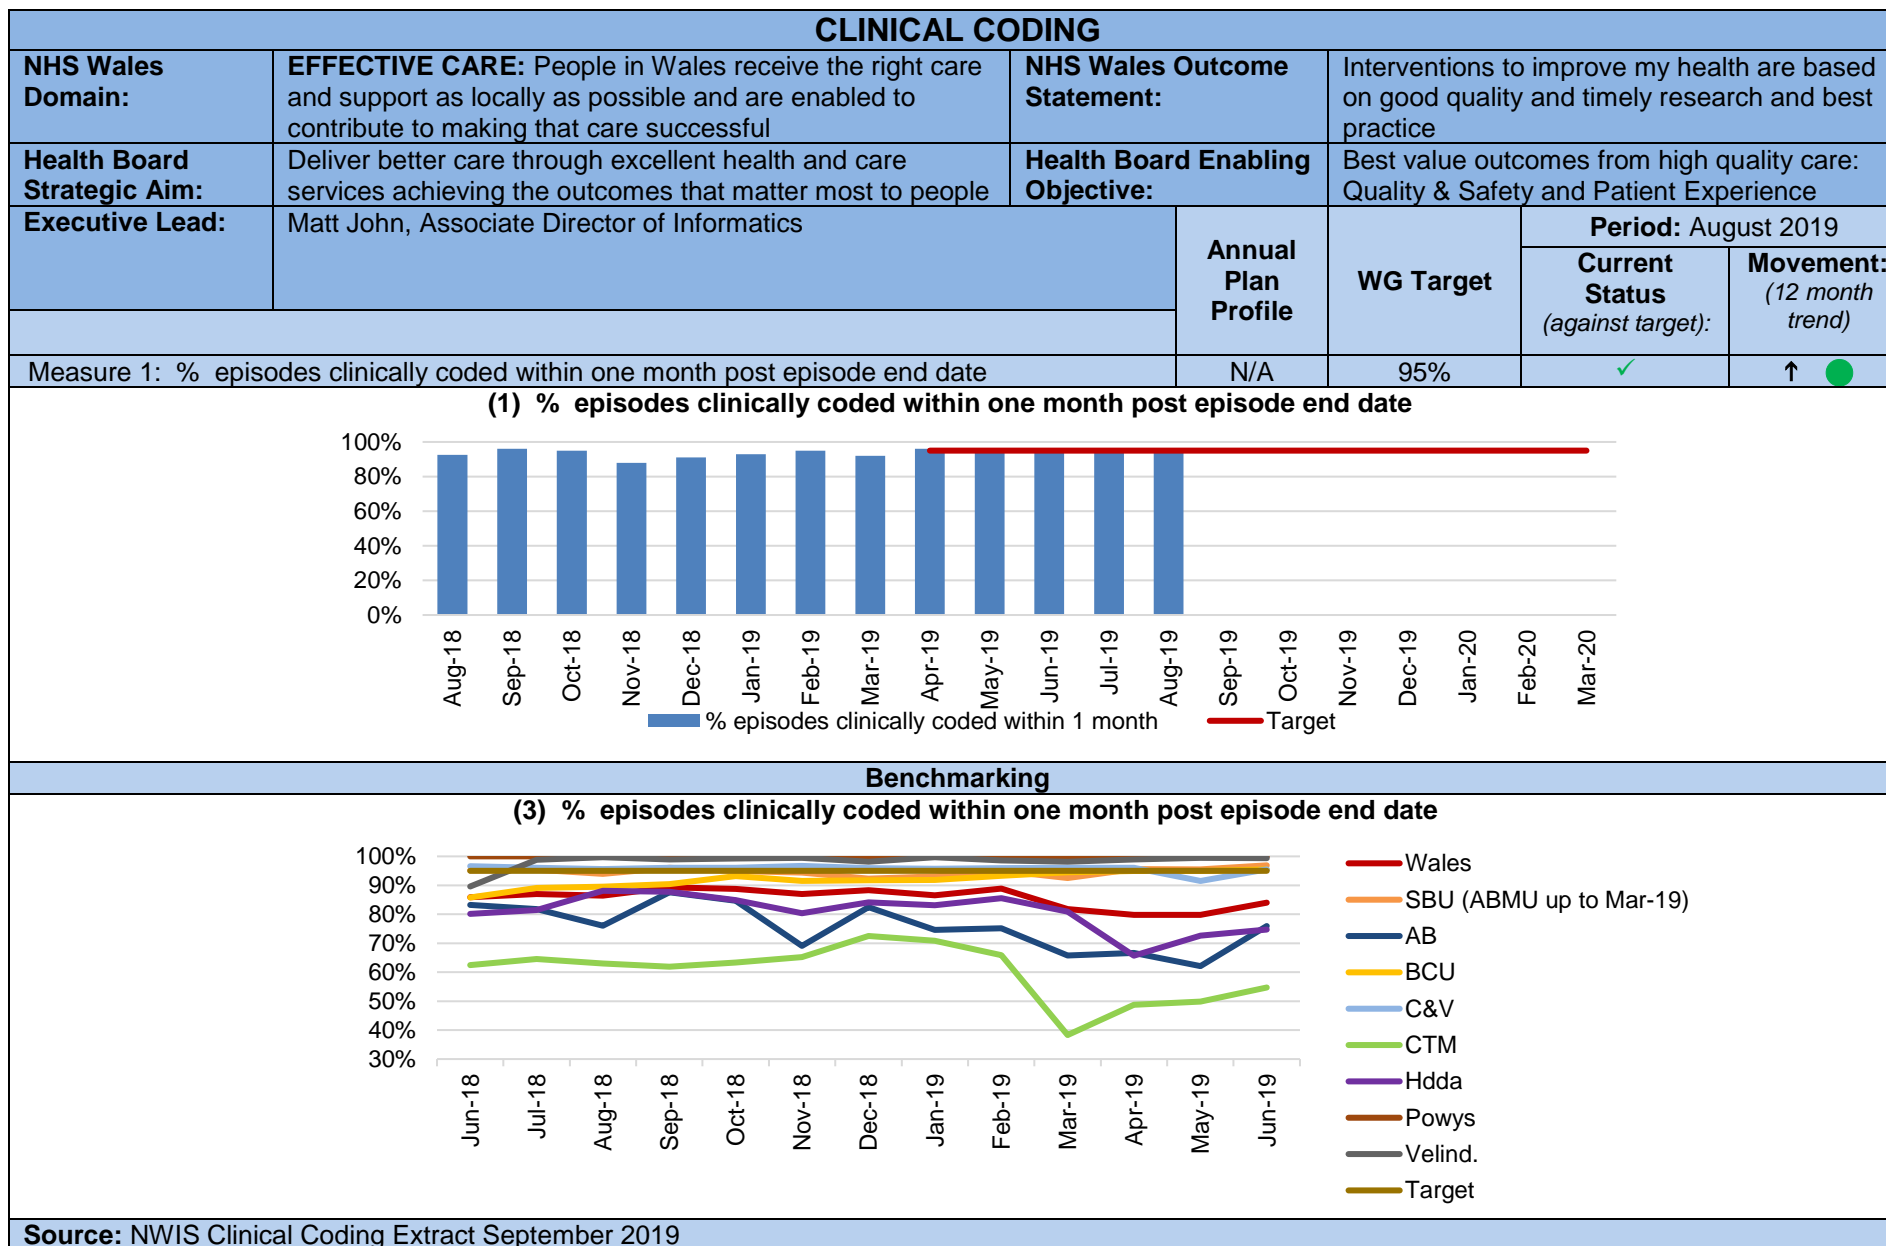 CLINICAL CODING
NHS Wales
Domain:
EFFECTIVE CARE: People in Wales receive the right care
and support as locally as possible and are enabled to
contribute to making that care successful
NHS Wales Outcome
Statement:
Interventions to improve my health are based
on good quality and timely research and best
practice
Health Board
Strategic Aim:
Deliver better care through excellent health and care
services achieving the outcomes that matter most to people
Health Board Enabling
Objective:
Best value outcomes from high quality care:
Quality & Safety and Patient Experience
Executive Lead:
Matt John, Associate Director of Informatics
Annual
Plan
Profile
WG Target
Period: August 2019
Current
Status
(against target):
Movement:
(12 month
trend)
Measure 1: % episodes clinically coded within one month post episode end date
N/A
95%
✓
↑
(1) % episodes clinically coded within one month post episode end date
100%
80%
60%
40%
20%
0%
Aug-18
Sep-18
Oct-18
Nov-18
Dec-18
Jan-19
Feb-19
Mar-19
Apr-19
May-19
Jun-19
Jul-19
Aug-19
Sep-19
Oct-19
Nov-19
Dec-19
Jan-20
Feb-20
Mar-20
% episodes clinically coded within 1 month
Target
Benchmarking
(3) % episodes clinically coded within one month post episode end date
100%
90%
80%
70%
60%
50%
40%
30%
Jun-18
Jul-18
Aug-18
Sep-18
Oct-18
Nov-18
Dec-18
Jan-19
Feb-19
Mar-19
Apr-19
May-19
Jun-19
Wales
SBU (ABMU up to Mar-19)
AB
BCU
C&V
CTM
Hdda
Powys
Velind.
Target
Source: NWIS Clinical Coding Extract September 2019